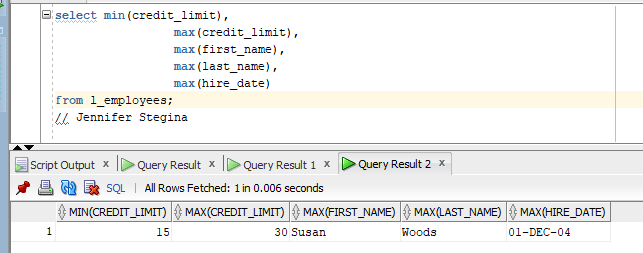 select min(credit_limit),
max(credit_limit),
max(first_name),
max(last_name),
max(hire_date)
from l_employees;
// Jennifer Stegina
Script Output x Query Result x Query Result 1 x Query Result 2 x
SQL | All Rows Fetched: 1 in 0.006 seconds
MIN(CREDIT_LIMIT) MAX(CREDIT_LIMIT) MAX(FIRST_NAME) MAX(LAST_NAME) MAX(HIRE_DATE)
1 15 30 Susan Woods 01-DEC-04